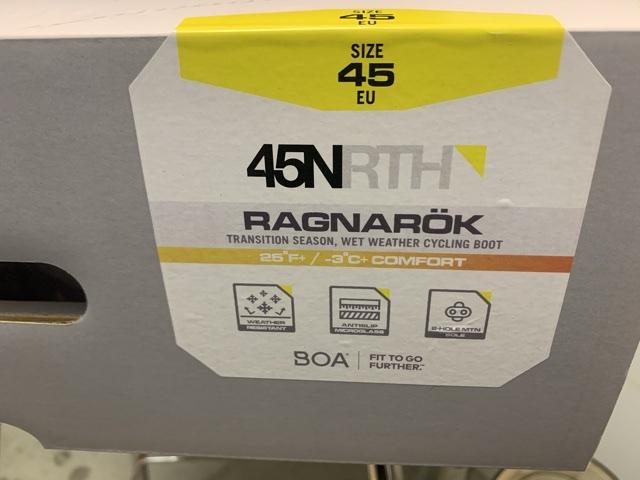 SIZE
45
EU
SIZE
45
EU
45NRTH
RAGNARÖK
TRANSITION SEASON, WET WEATHER CYCLING BOOT
25°F+ / -3°C+ COMFORT
WEATHER
RESISTANT
ANTISLIP
MICROGLASS
2-HOLE MTN
SOLE
BOA® FIT TO GO
FURTHER.™